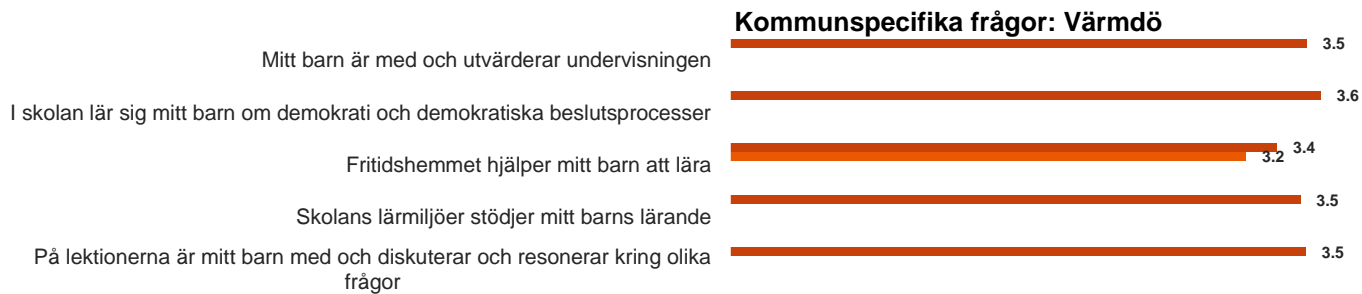 Kommunspecifika frågor: Värmdö
Mitt barn är med och utvärderar undervisningen
3.5
I skolan lär sig mitt barn om demokrati och demokratiska beslutsprocesser
3.6
Fritidshemmet hjälper mitt barn att lära
3.4
3.2
Skolans lärmiljöer stödjer mitt barns lärande
3.5
På lektionerna är mitt barn med och diskuterar och resonerar kring olika
frågor
3.5